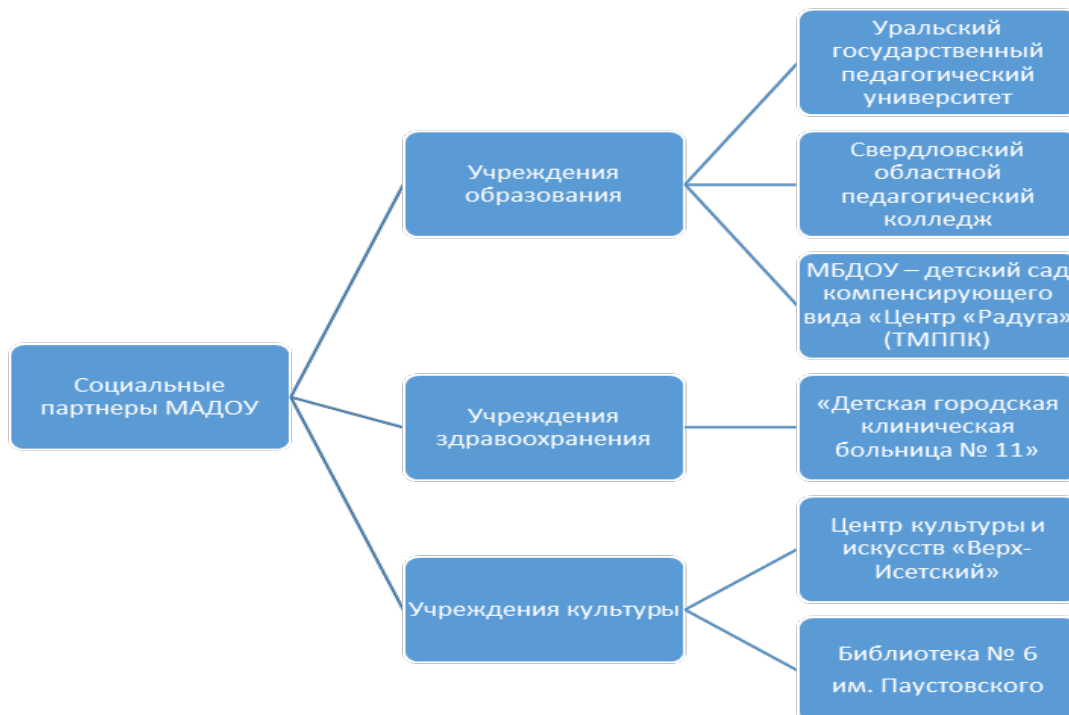 Социальные
партнеры МАДОУ
Учреждения
образования
Уральский
государственный
педагогический
университет
Свердловский
областной
педагогический
колледж
МБДОУ – детский сад
компенсирующего
вида «Центр «Радуга»
(ТМППК)
Учреждения
здравоохранения
«Детская городская
клиническая
больница № 11»
Учреждения культуры
Центр культуры и
искусств «Верх-
Исетский»
Библиотека № 6
им. Паустовского